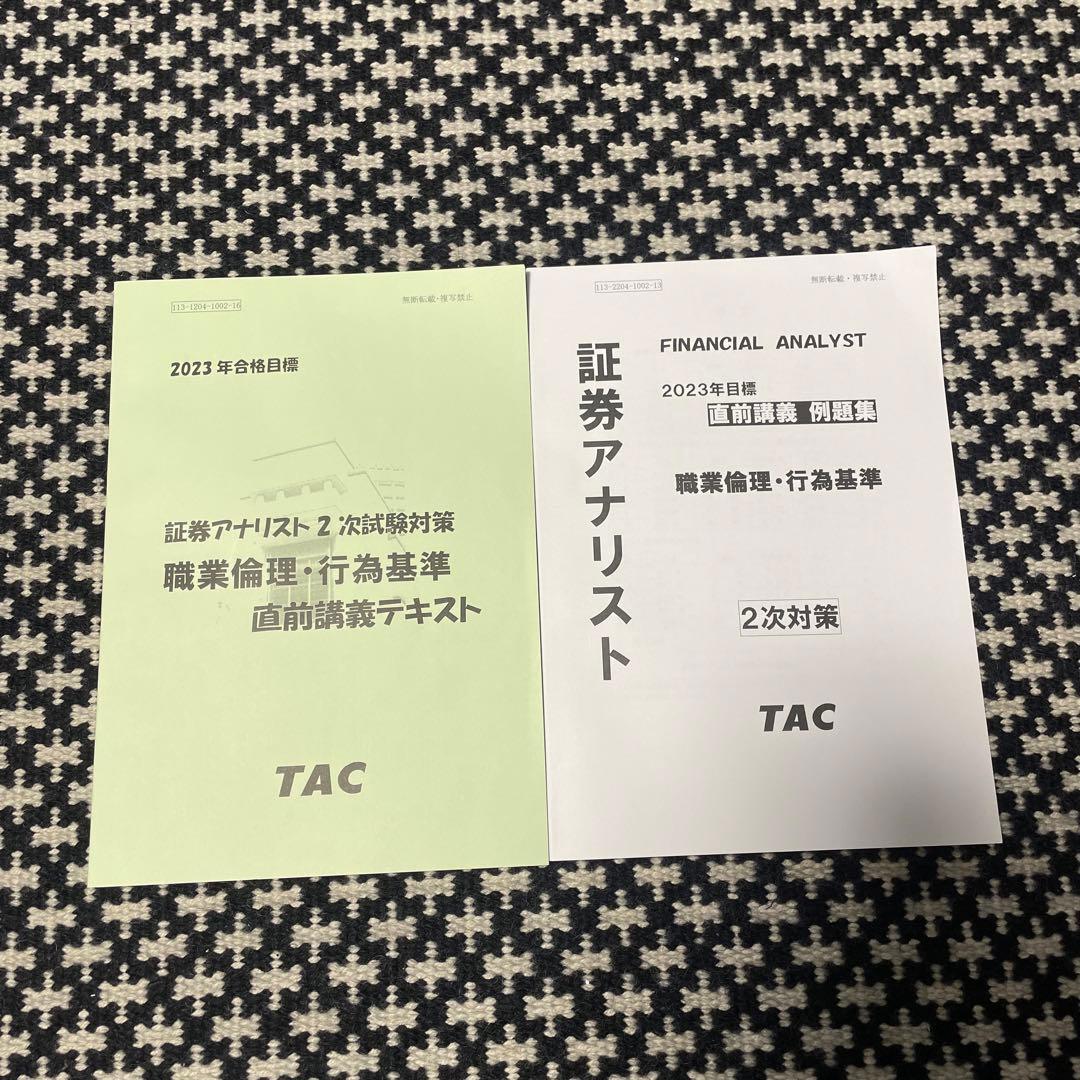 113-1204-1002-16
無断転載・複写禁止
2023年合格目標
証券アナリスト2次試験対策
職業倫理・行為基準
直前講義テキスト
TAC
113-2204-1002-13
無断転載・複写禁止
証券アナリスト
FINANCIAL ANALYST
2023年目標
直前講義 例題集
職業倫理・行為基準
2次対策
TAC